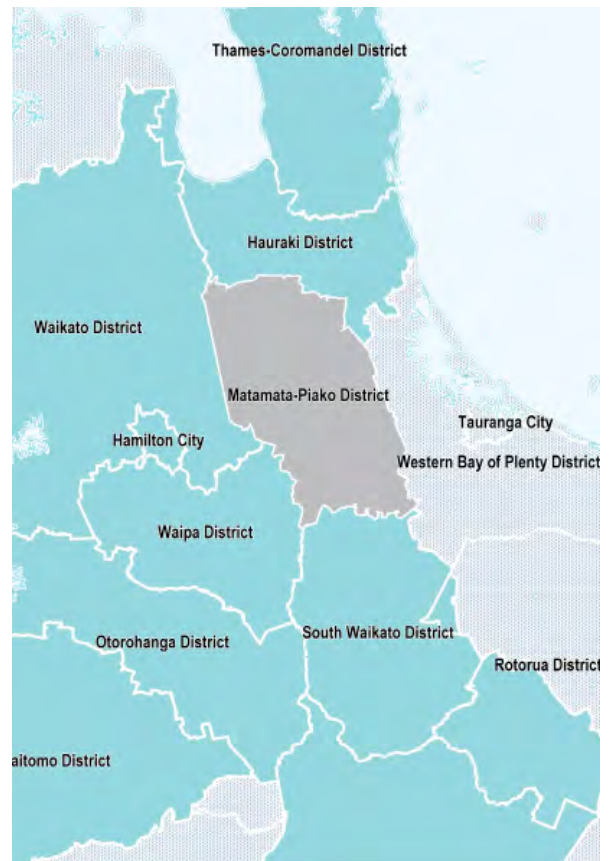 Thames-Coromandel District
Hauraki District
Waikato District
Matamata-Piako District
Tauranga City
Hamilton City
Western Bay of Plenty District
Waipa District
South Waikato District
Otorohanga District
Rotorua District
aitomo District